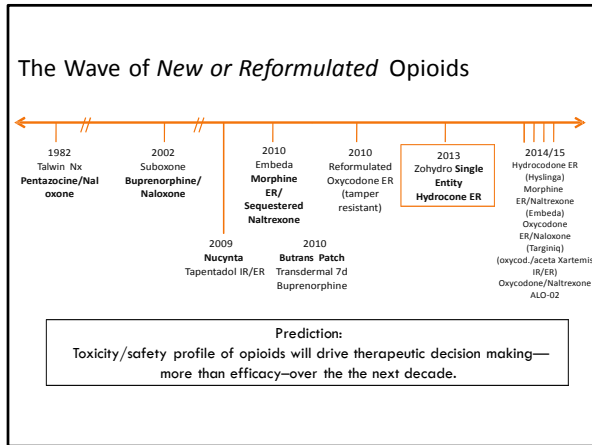 The Wave of New or Reformulated Opioids
1982
Talwin Nx
Pentazocine/Nal
oxone
2002
Suboxone
Buprenorphine/
Naloxone
2009
Nucynta
Tapentadol IR/ER
2010
Embeda
Morphine
ER/
Sequestered
Naltrexone
2010
Butrans Patch
Transdermal 7d
Buprenorphine
2010
Reformulated
Oxycodone ER
(tamper
resistant)
2013
Zohydro Single
Entity
Hydrocone ER
2014/15
Hydrocodone ER
(Hyslinga)
Morphine
ER/Naltrexone
(Embeda)
Oxycodone
ER/Naloxone
(Targiniq)
(oxycod./aceta Xartemis
IR/ER)
Oxycodone/Naltrexone
ALO-02
Prediction:
Toxicity/safety profile of opioids will drive therapeutic decision making—
more than efficacy–over the the next decade.